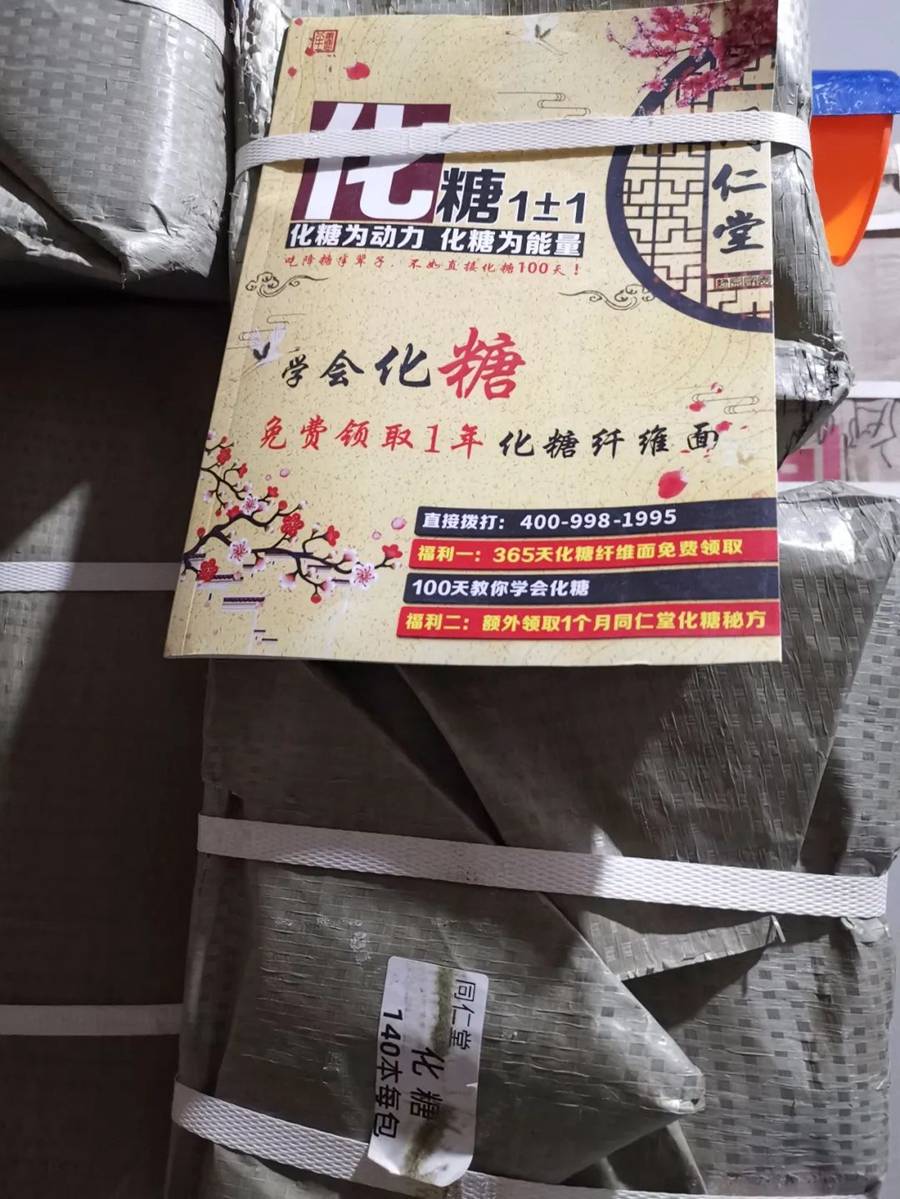 化糖1±1
化糖为动力 化糖为能量
吃降糖半辈子，不如直接化糖100天！
仁堂
学会化糖
免费领取1年化糖纤维面
直接拨打：400-998-1995
福利一：365天化糖纤维面免费领取
100天教你学会化糖
福利二：额外领取1个月同仁堂化糖秘方
同仁堂
化糖
140本每包